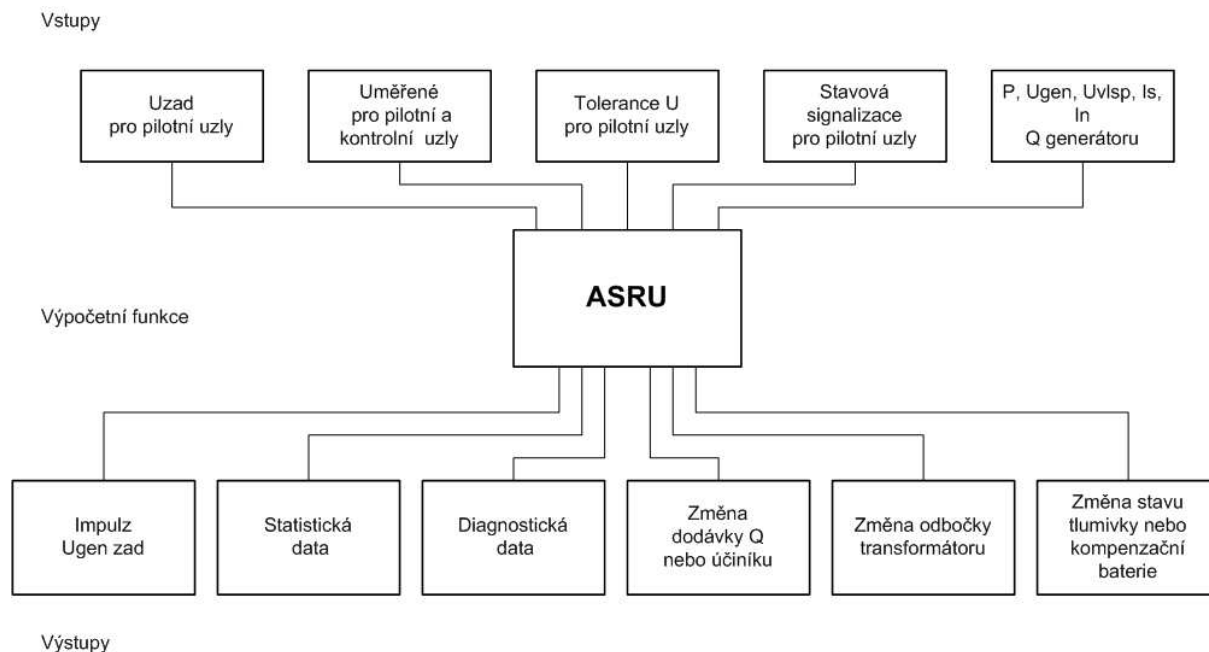 Vstupy
Uzad
pro pilotní uzly
Uměřené
pro pilotní a
kontrolní uzly
Tolerance U
pro pilotní uzly
Stavová
signalizace
pro pilotní uzly
P, Ugen, Uvlsp, Is,
In
Q generátoru
ASRU
Výpočetní funkce
Impulz
Ugen zad
Statistická
data
Diagnostická
data
Změna
dodávky Q
nebo účiníku
Změna odbočky
transformátoru
Změna stavu
tlumivky nebo
kompenzační
baterie
Výstupy